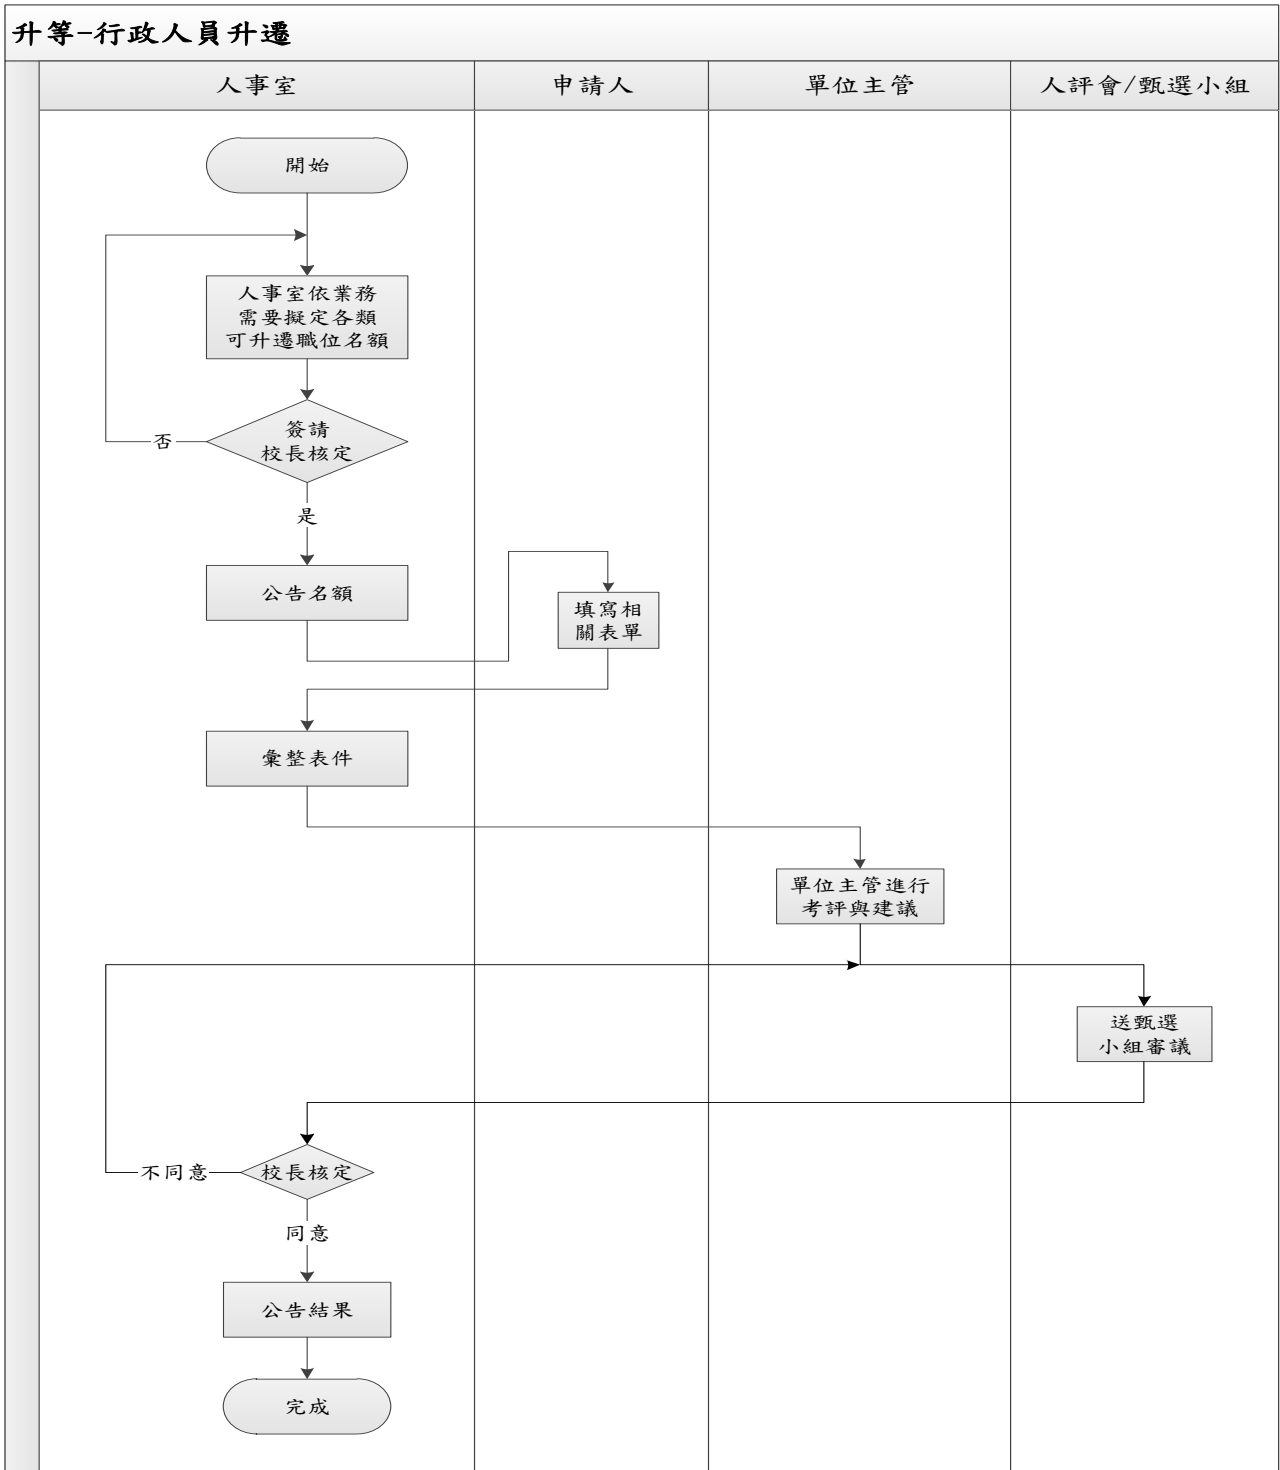 升等-行政人員升遷
人事室
申請人
單位主管
人評會/甄選小組
開始
人事室依業務
需要擬定各類
可升遷職位名額
簽請
校長核定
否
是
公告名額
填寫相
關表單
彙整表件
單位主管進行
考評與建議
送甄選
小組審議
校長核定
不同意
同意
公告結果
完成